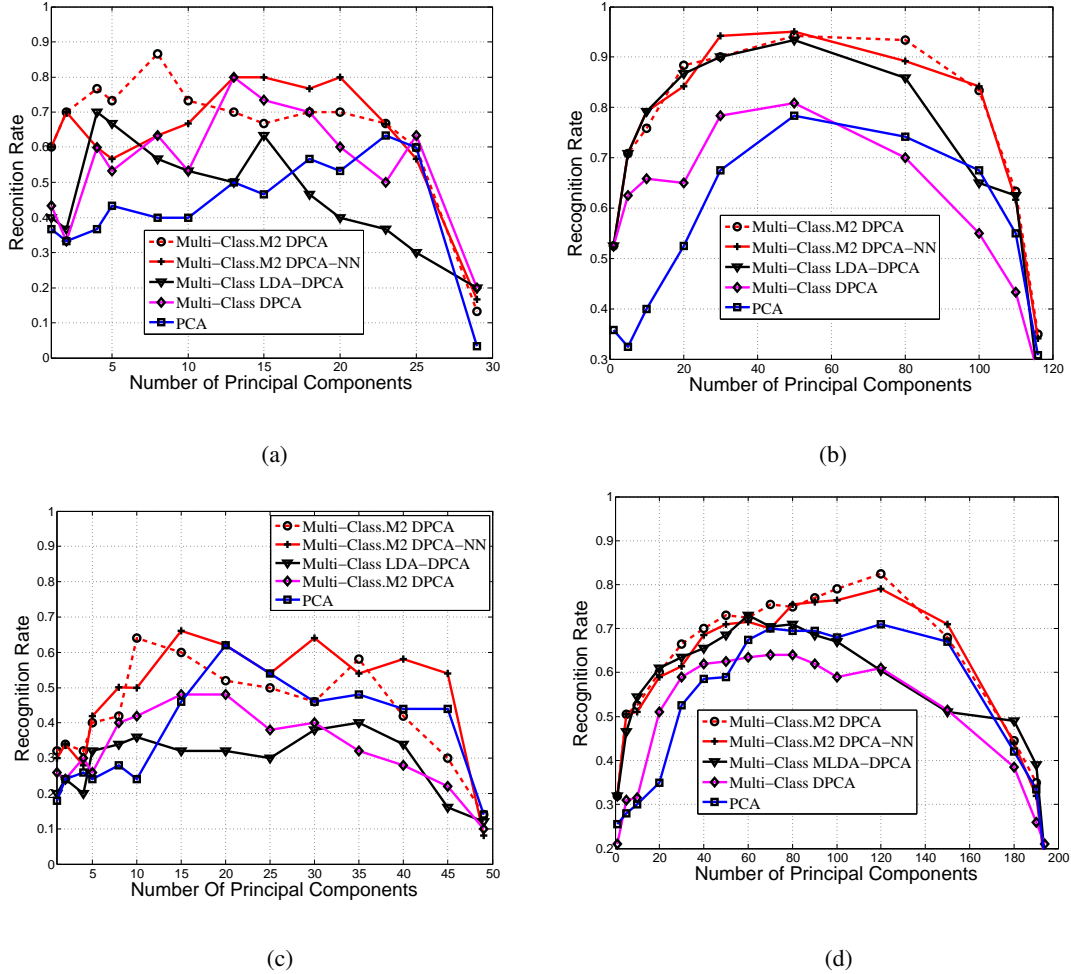 1
0.9
0.8
0.7
0.6
0.5
0.4
0.3
0.2
0.1
0
Reconition Rate
Multi−Class.M2 DPCA
Multi−Class.M2 DPCA−NN
Multi−Class LDA−DPCA
Multi−Class DPCA
PCA
5 10 15 20 25 30
Number of Principal Components
(a)
1
0.9
0.8
0.7
0.6
0.5
0.4
0.3
Recognition Rate
Multi−Class.M2 DPCA
Multi−Class.M2 DPCA−NN
Multi−Class LDA−DPCA
Multi−Class DPCA
PCA
0 20 40 60 80 100 120
Number of Principal Components
(b)
1
0.9
0.8
0.7
0.6
0.5
0.4
0.3
0.2
0.1
0
Recognition Rate
Multi−Class.M2 DPCA
Multi−Class.M2 DPCA−NN
Multi−Class LDA−DPCA
Multi−Class.M2 DPCA
PCA
5 10 15 20 25 30 35 40 45 50
Number Of Principal Components
(c)
1
0.9
0.8
0.7
0.6
0.5
0.4
0.3
0.2
Recognition Rate
Multi−Class.M2 DPCA
Multi−Class.M2 DPCA−NN
Multi−Class MLDA−DPCA
Multi−Class DPCA
PCA
0 20 40 60 80 100 120 140 160 180 200
Number of Principal Components
(d)